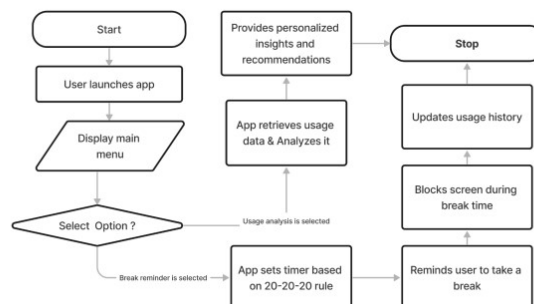 Start
User launches app
Display main
menu
Select Option ?
Usage analysis is selected
App retrieves usage
data & Analyzes it
Provides personalized
insights and
recommendations
Stop
Break reminder is selected
App sets timer based
on 20-20-20 rule
Reminds user to take a
break
Blocks screen during
break time
Updates usage history